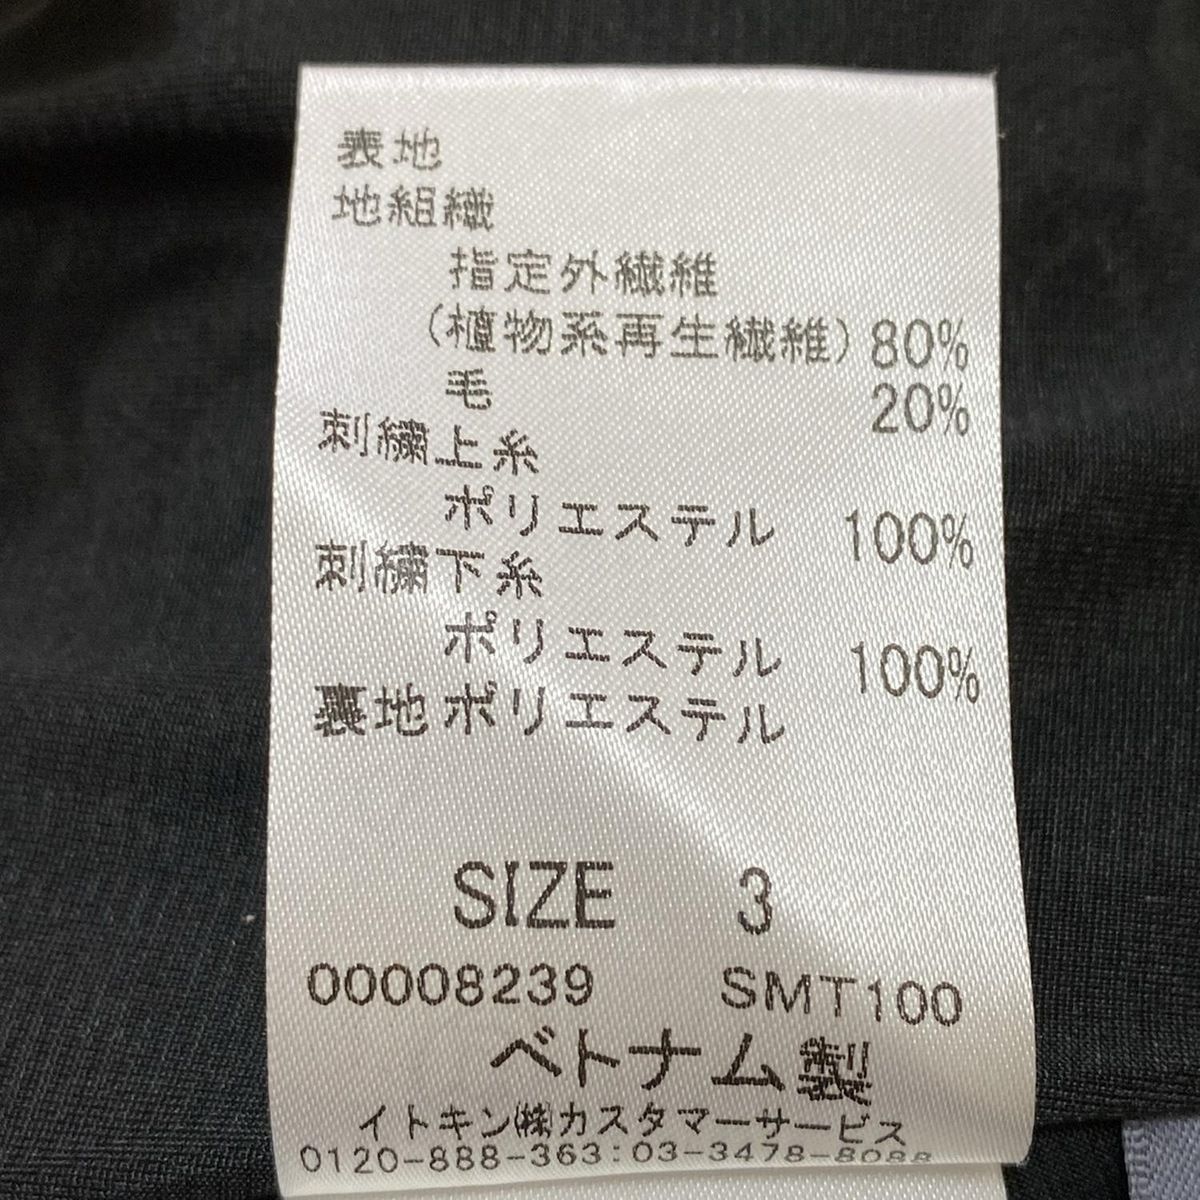 表地
地組織
指定外繊維
(植物系再生繊維) 80%
毛 20%
刺繍上糸
ポリエステル 100%
刺繍下糸
ポリエステル 100%
裏地ポリエステル
SIZE 3
00008239 SMT100
ベトナム製
イトキン㈱カスタマーサービス
0120-888-363:03-3478-8088